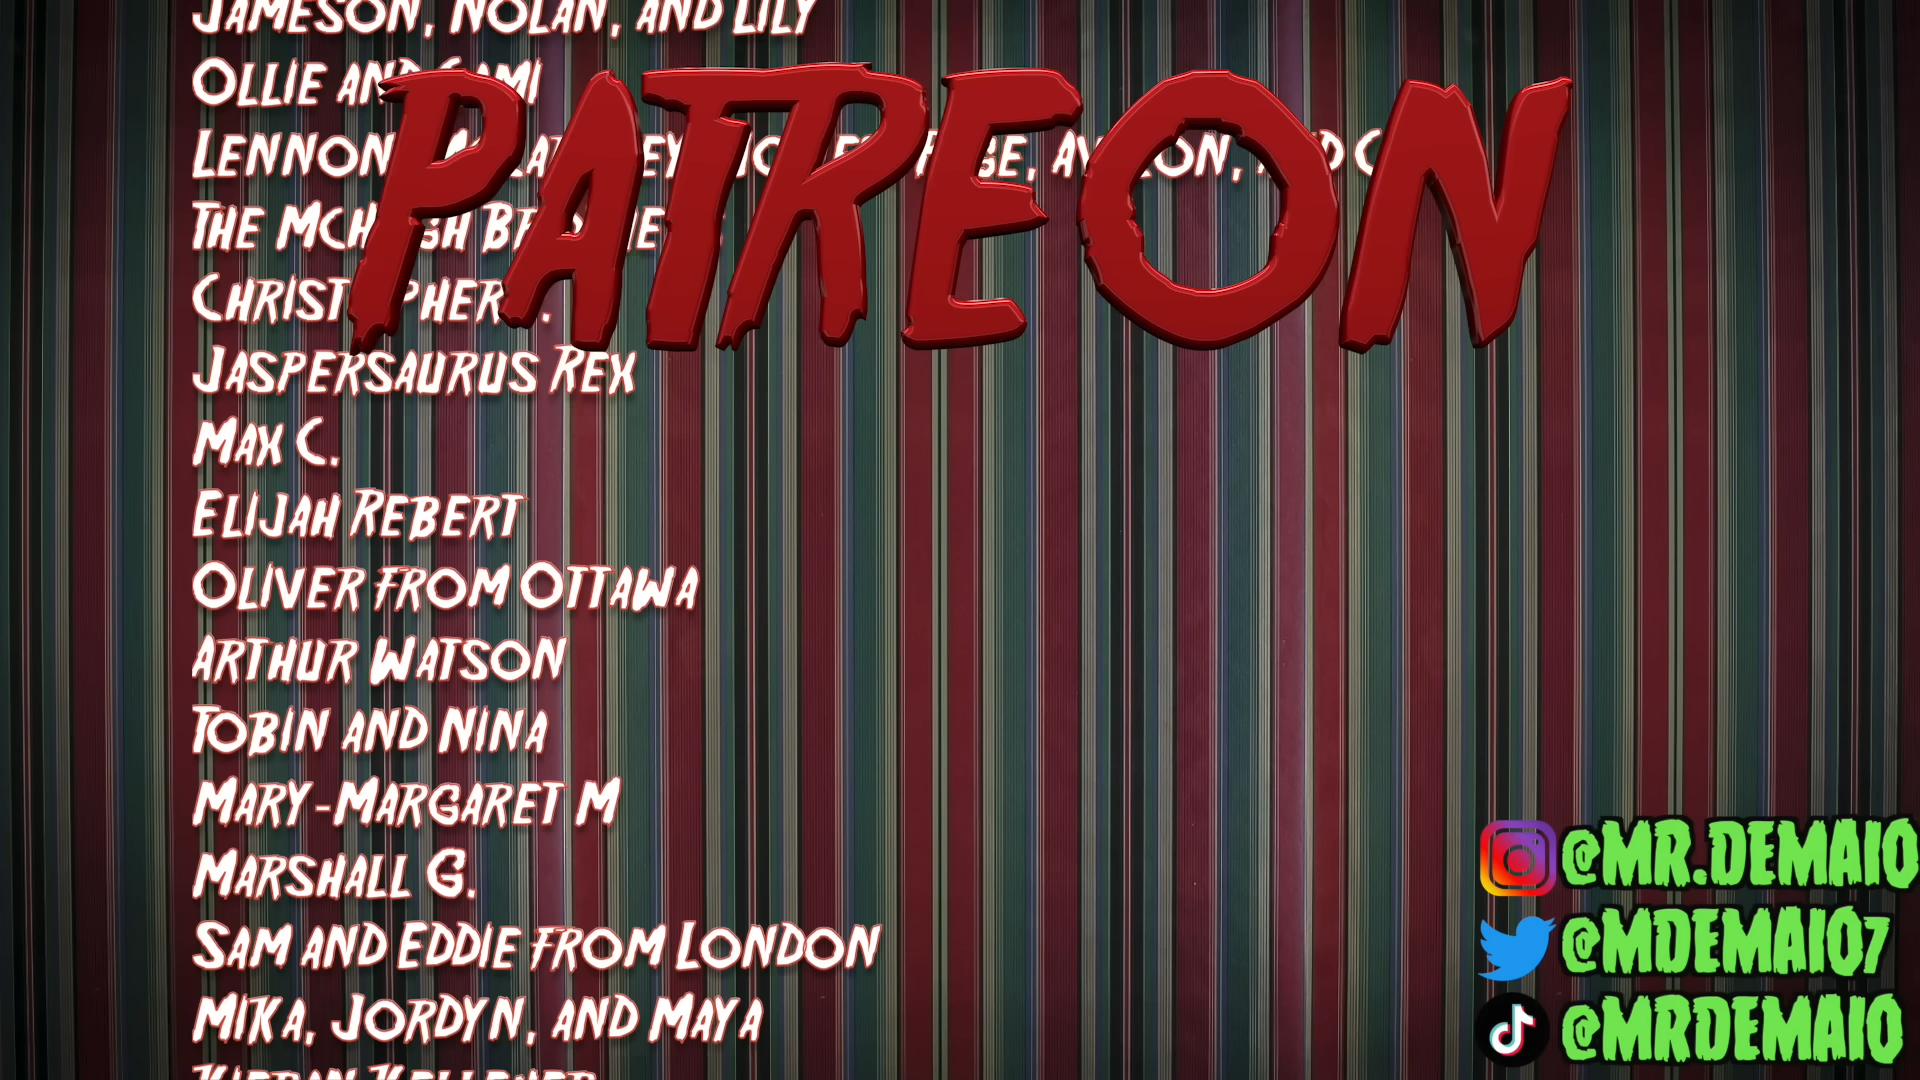 PATREON
JAMESON, NOLAN, AND LILY
OLLIE AND
LENNON
THE
JASPERSAURUS REX
MAX C.
ELIJAH REBERT
OLIVER FROM OTTAWA
ARTHUR WATSON
TOBIN AND NINA
MARY-MARGARET M
MARSHALL G.
SAM AND EDDIE FROM LONDON
MIKA, JORDYN, AND MAYA
@MR.DEMAIO
@MDEMAIO7
@MRDEMAIO